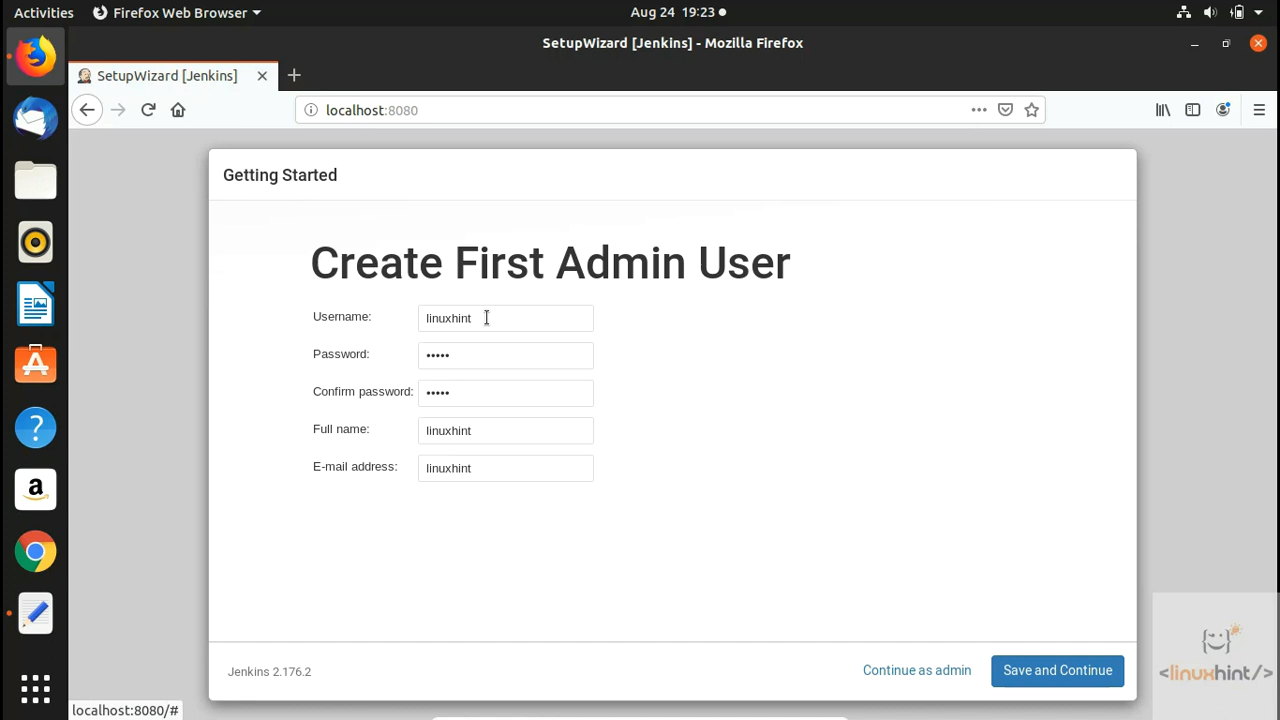 Activities
Firefox Web Browser
Aug 24 19:23
SetupWizard [Jenkins] - Mozilla Firefox
SetupWizard [Jenkins]
localhost:8080
Getting Started
Create First Admin User
Username: linuxhint
Password: •••••
Confirm password: •••••
Full name: linuxhint
E-mail address: linuxhint
Jenkins 2.176.2
Continue as admin
Save and Continue
<linuxhint/>
localhost:8080/#